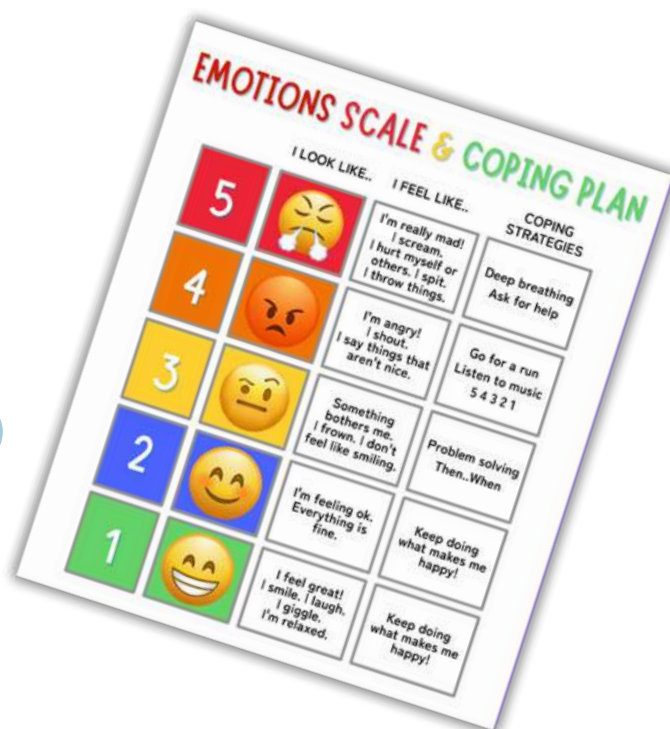 EMOTIONS SCALE & COPING PLAN
I LOOK LIKE..
I FEEL LIKE..
COPING
STRATEGIES
5
I'm really mad!
I scream.
I hurt myself or
others. I spit.
I throw things.
Deep breathing
Ask for help
4
I'm angry!
I shout.
I say things that
aren't nice.
Go for a run
Listen to music
5 4 3 2 1
3
Something
bothers me.
I frown. I don't
feel like smiling.
Problem solving
Then..When
2
I'm feeling ok.
Everything is
fine.
Keep doing
what makes me
happy!
1
I feel great!
I smile. I laugh.
I giggle.
I'm relaxed.
Keep doing
what makes me
happy!